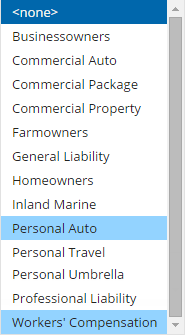 <none>
Businessowners
Commercial Auto
Commercial Package
Commercial Property
Farmowners
General Liability
Homeowners
Inland Marine
Personal Auto
Personal Travel
Personal Umbrella
Professional Liability
Workers' Compensation